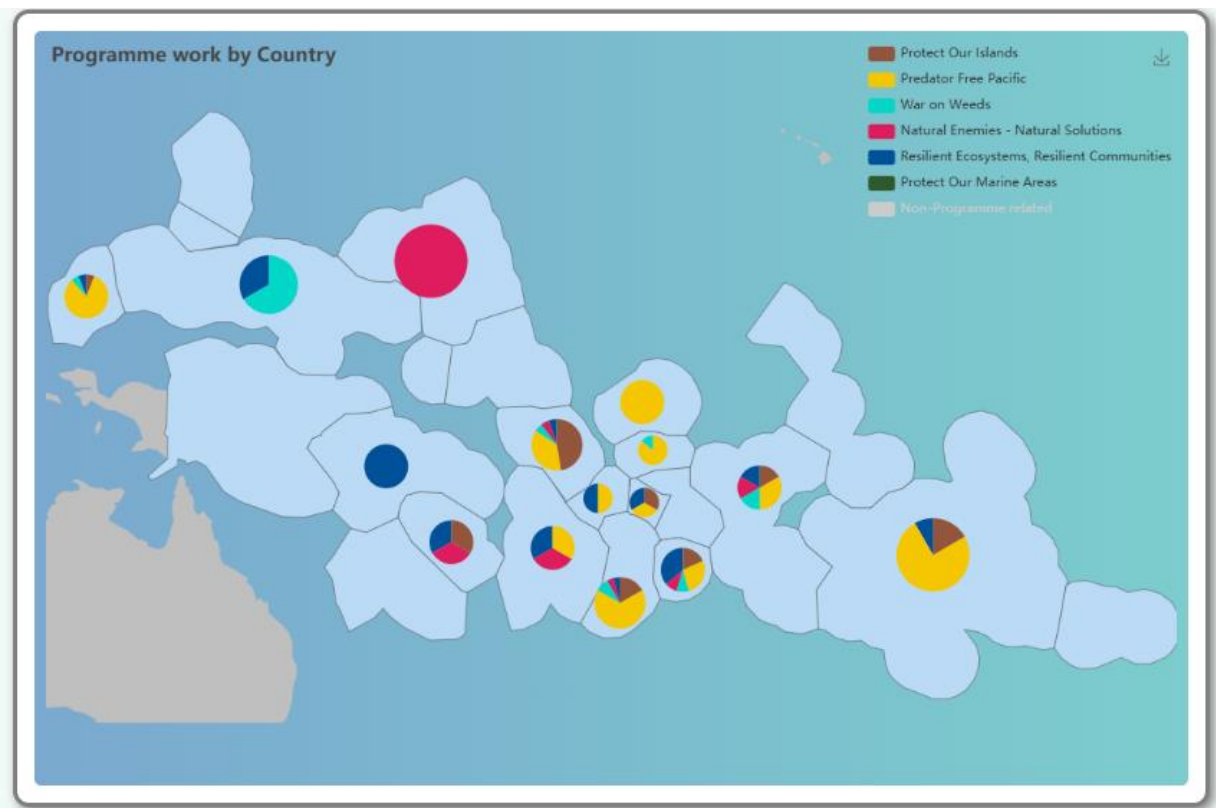 Programme work by Country
Protect Our Islands
Predator Free Pacific
War on Weeds
Natural Enemies - Natural Solutions
Resilient Ecosystems, Resilient Communities
Protect Our Marine Areas
Non-Programme related